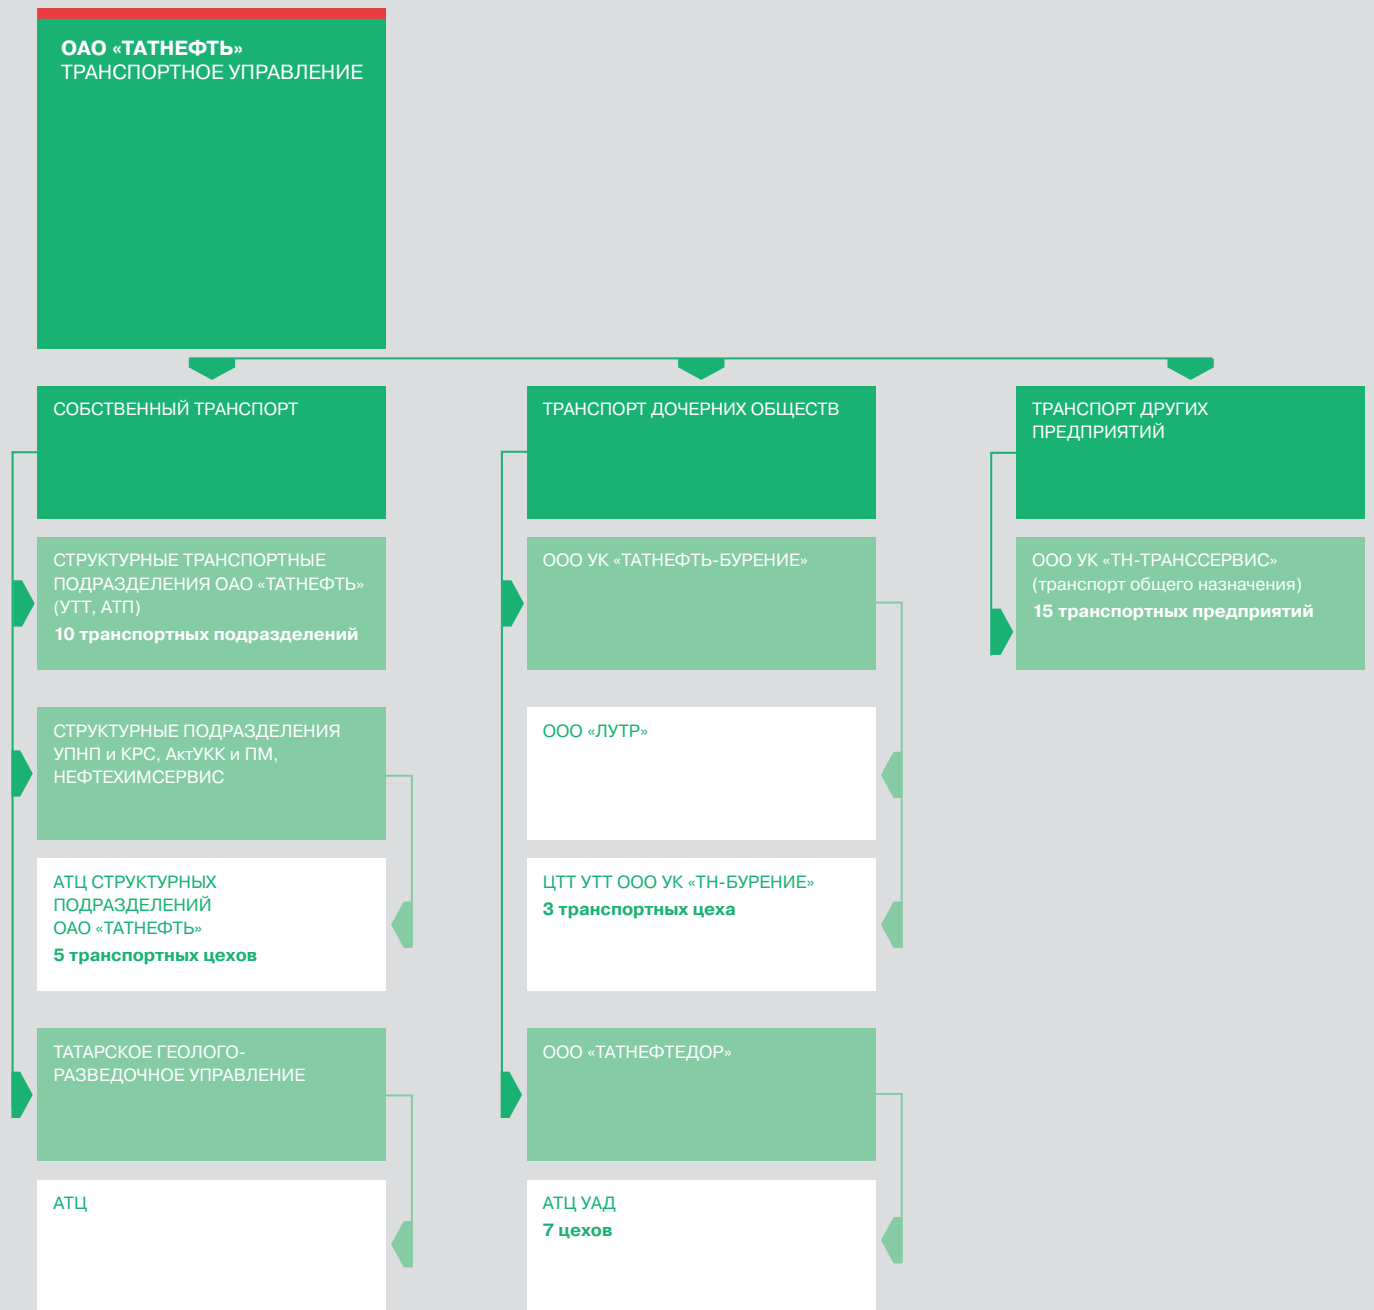 ОАО «ТАТНЕФТЬ»
ТРАНСПОРТНОЕ УПРАВЛЕНИЕ
СОБСТВЕННЫЙ ТРАНСПОРТ
СТРУКТУРНЫЕ ТРАНСПОРТНЫЕ
ПОДРАЗДЕЛЕНИЯ ОАО «ТАТНЕФТЬ»
(УТТ, АТП)
10 транспортных подразделений
СТРУКТУРНЫЕ ПОДРАЗДЕЛЕНИЯ
УПНП и КРС, АктУКК и ПМ,
НЕФТЕХИМСЕРВИС
АТЦ СТРУКТУРНЫХ
ПОДРАЗДЕЛЕНИЙ
ОАО «ТАТНЕФТЬ»
5 транспортных цехов
ТАТАРСКОЕ ГЕОЛОГО-
РАЗВЕДОЧНОЕ УПРАВЛЕНИЕ
АТЦ
ТРАНСПОРТ ДОЧЕРНИХ ОБЩЕСТВ
ООО УК «ТАТНЕФТЬ-БУРЕНИЕ»
ООО «ЛУТР»
ЦТТ УТТ ООО УК «ТН-БУРЕНИЕ»
3 транспортных цеха
ООО «ТАТНЕФТЕДОР»
АТЦ УАД
7 цехов
ТРАНСПОРТ ДРУГИХ
ПРЕДПРИЯТИЙ
ООО УК «ТН-ТРАНССЕРВИС»
(транспорт общего назначения)
15 транспортных предприятий